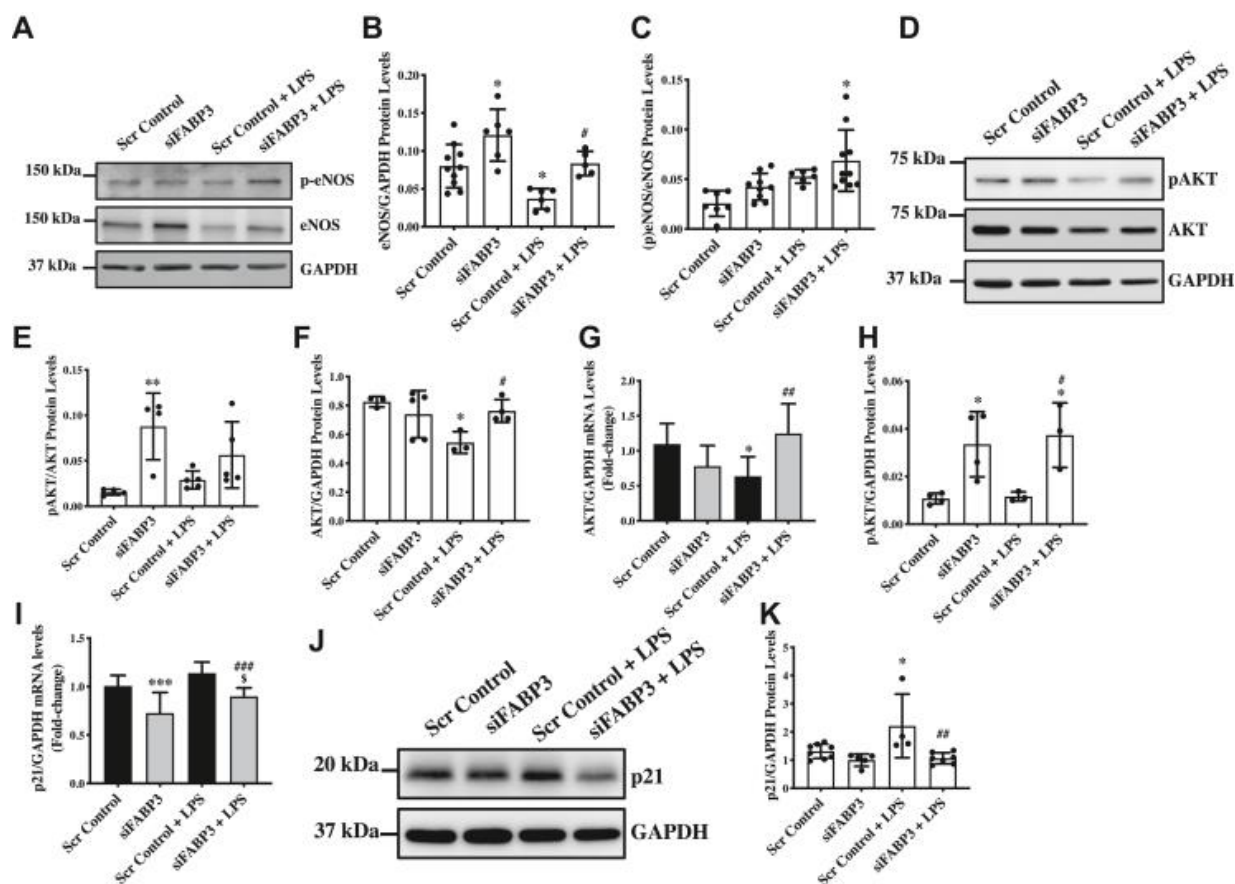 A
Scr Control
siFABP3
Scr Control + LPS
siFABP3 + LPS
150 kDa
p-eNOS
150 kDa
eNOS
37 kDa
GAPDH
B
eNOS/GAPDH Protein Levels
0.20
0.15
0.10
0.05
0.00
*
*
#
Scr Control
siFABP3
Scr Control + LPS
siFABP3 + LPS
C
(p)eNOS/eNOS Protein Levels
0.15
0.10
0.05
0.00
*
Scr Control
siFABP3
Scr Control + LPS
siFABP3 + LPS
D
Scr Control
siFABP3
Scr Control + LPS
siFABP3 + LPS
75 kDa
pAKT
75 kDa
AKT
37 kDa
GAPDH
E
pAKT/AKT Protein Levels
0.15
0.10
0.05
0.00
**
Scr Control
siFABP3
Scr Control + LPS
siFABP3 + LPS
F
AKT/GAPDH Protein Levels
1.0
0.8
0.6
0.4
0.2
0.0
*
#
Scr Control
siFABP3
Scr Control + LPS
siFABP3 + LPS
G
AKT/GAPDH mRNA Levels
(Fold-change)
2.0
1.5
1.0
0.5
0.0
*
##
Scr Control
siFABP3
Scr Control + LPS
siFABP3 + LPS
H
pAKT/GAPDH Protein Levels
0.06
0.04
0.02
0.00
*
#
*
Scr Control
siFABP3
Scr Control + LPS
siFABP3 + LPS
I
p21/GAPDH mRNA levels
(Fold-change)
1.5
1.0
0.5
0.0
***
###
$
Scr Control
siFABP3
Scr Control + LPS
siFABP3 + LPS
J
Scr Control
siFABP3
Scr Control + LPS
siFABP3 + LPS
20 kDa
p21
37 kDa
GAPDH
K
p21/GAPDH Protein Levels
5
4
3
2
1
0
*
##
Scr Control
siFABP3
Scr Control + LPS
siFABP3 + LPS